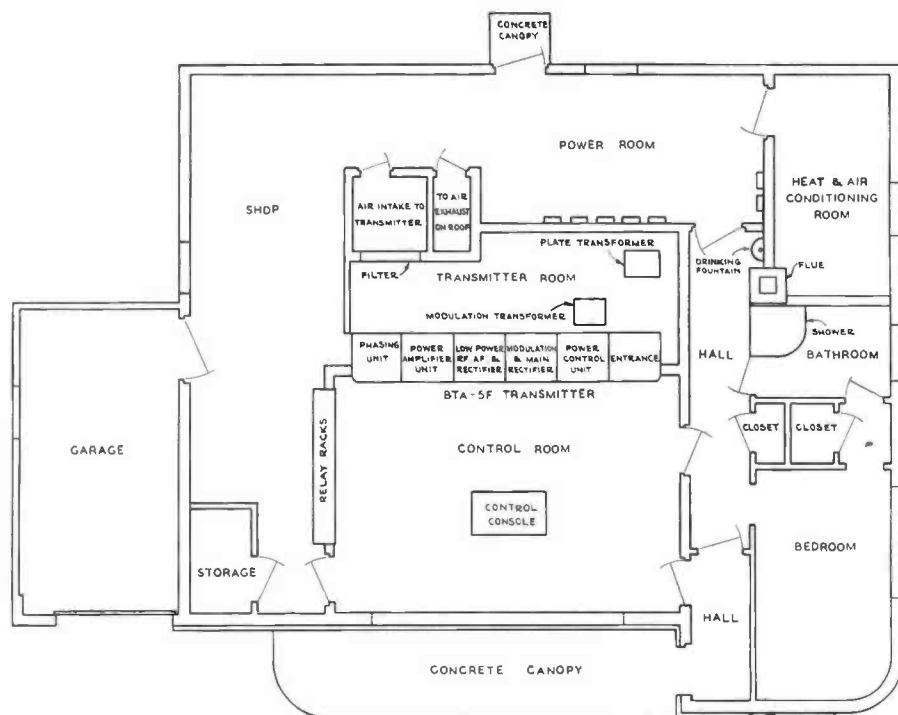 CONCRETE
CANOPY
POWER ROOM
SHOP
AIR INTAKE TO
TRANSMITTER
TO AIR
EXHAUST
ON ROOF
HEAT & AIR
CONDITIONING
ROOM
PLATE TRANSFORMER
DRINKING
FOUNTAIN
FLUE
FILTER
TRANSMITTER ROOM
MODULATION TRANSFORMER
SHOWER
BATHROOM
HALL
PHASING
UNIT
POWER
AMPLIFIER
UNIT
LOW POWER
RF. AF. &
RECTIFIER
MODULATION
& MAIN
RECTIFIER
POWER
CONTROL
UNIT
ENTRANCE
BTA-5F TRANSMITTER
CLOSET
CLOSET
GARAGE
RELAY RACKS
CONTROL ROOM
CONTROL
CONSOLE
BEDROOM
STORAGE
HALL
CONCRETE CANOPY